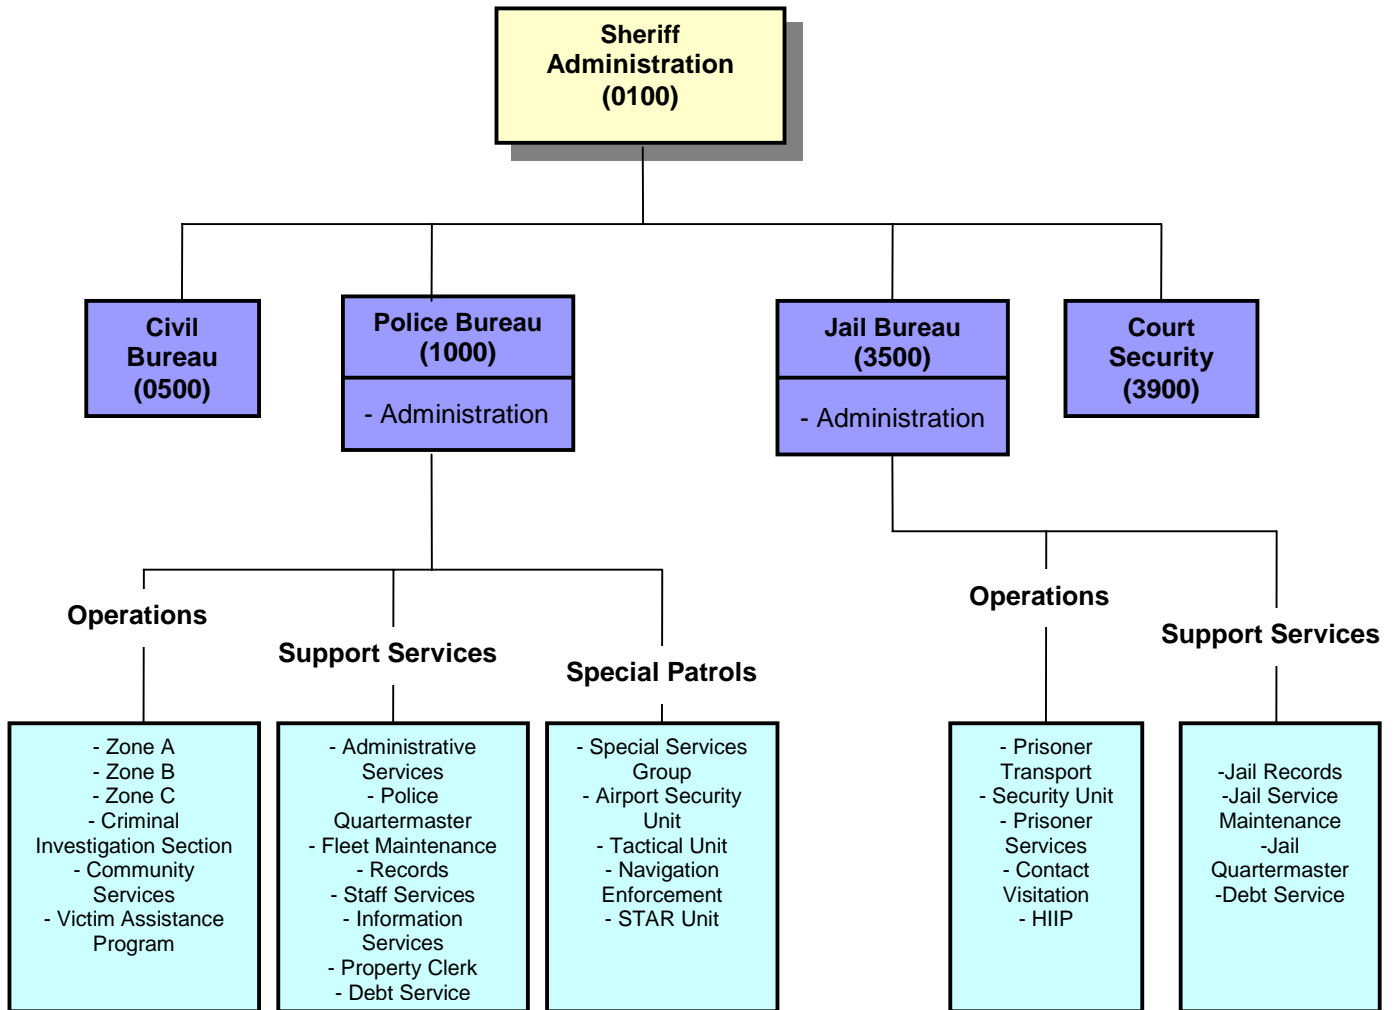 Sheriff
Administration
(0100)
Civil
Bureau
(0500)
Police Bureau
(1000)
- Administration
Jail Bureau
(3500)
- Administration
Court
Security
(3900)
Operations
Support Services
Special Patrols
Operations
Support Services
- Zone A
- Zone B
- Zone C
- Criminal
Investigation Section
- Community
Services
- Victim Assistance
Program
- Administrative
Services
- Police
Quartermaster
- Fleet Maintenance
- Records
- Staff Services
- Information
Services
- Property Clerk
- Debt Service
- Special Services
Group
- Airport Security
Unit
- Tactical Unit
- Navigation
Enforcement
- STAR Unit
- Prisoner
Transport
- Security Unit
- Prisoner
Services
- Contact
Visitation
- HIIP
-Jail Records
-Jail Service
Maintenance
-Jail
Quartermaster
-Debt Service